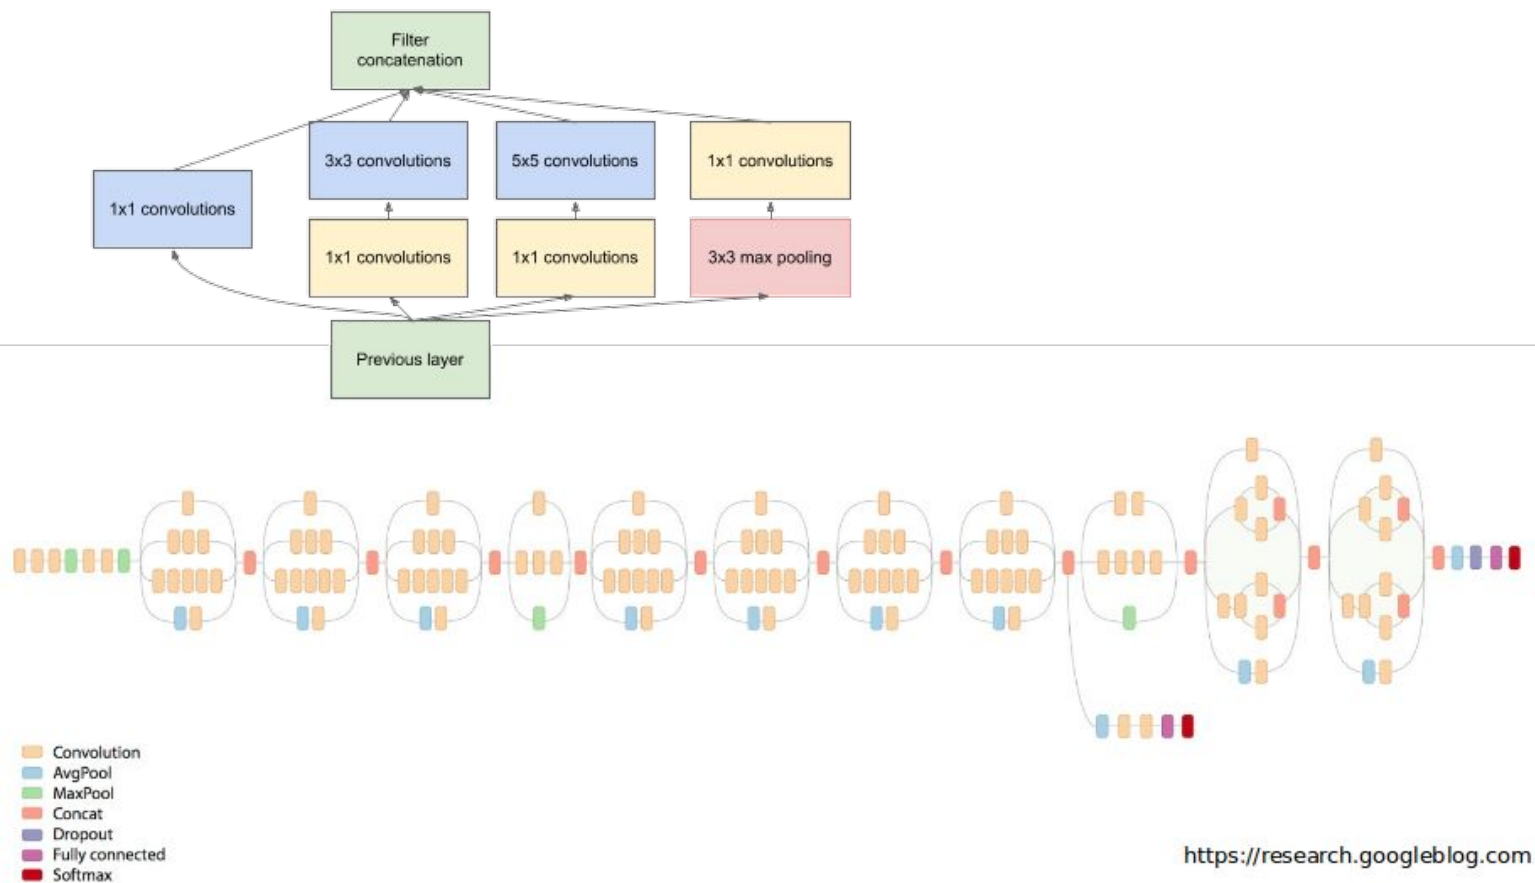 Filter
concatenation
3x3 convolutions
5x5 convolutions
1x1 convolutions
1x1 convolutions
1x1 convolutions
1x1 convolutions
3x3 max pooling
Previous layer
Convolution
AvgPool
MaxPool
Concat
Dropout
Fully connected
Softmax
https://research.googleblog.com